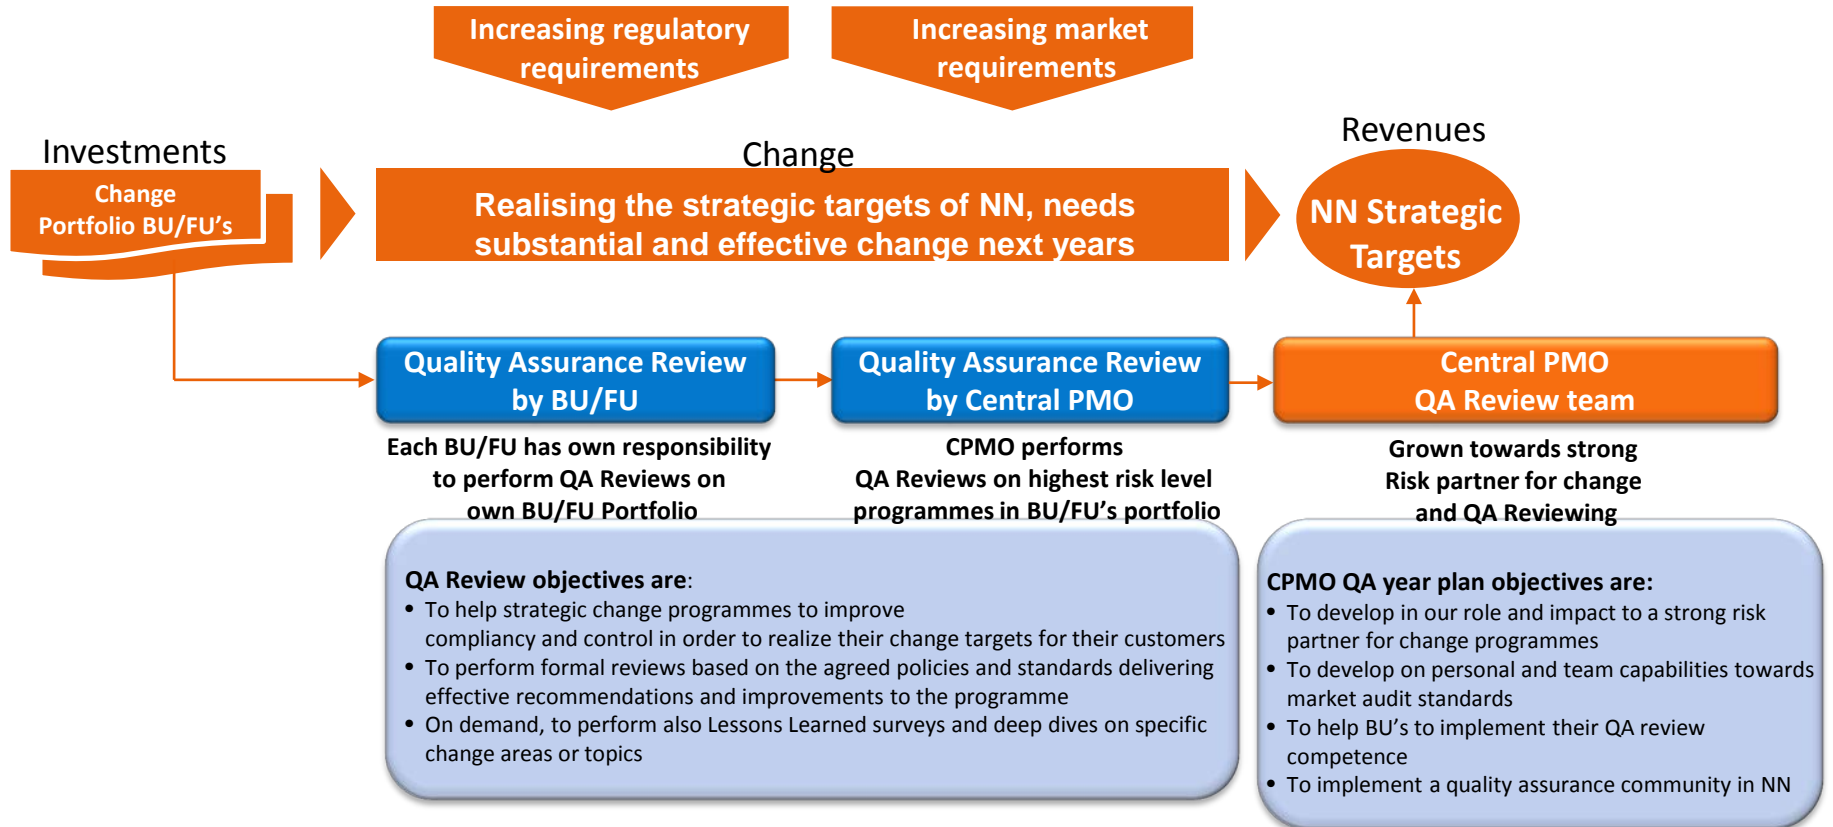 Increasing regulatory
requirements
Increasing market
requirements
Investments
Change
Portfolio BU/FU’s
Change
Realising the strategic targets of NN, needs
substantial and effective change next years
Revenues
NN Strategic
Targets
Quality Assurance Review
by BU/FU
Quality Assurance Review
by Central PMO
Central PMO
QA Review team
Each BU/FU has own responsibility
to perform QA Reviews on
own BU/FU Portfolio
CPMO performs
QA Reviews on highest risk level
programmes in BU/FU’s portfolio
Grown towards strong
Risk partner for change
and QA Reviewing
QA Review objectives are:
• To help strategic change programmes to improve
compliancy and control in order to realize their change targets for their customers
• To perform formal reviews based on the agreed policies and standards delivering
effective recommendations and improvements to the programme
• On demand, to perform also Lessons Learned surveys and deep dives on specific
change areas or topics
CPMO QA year plan objectives are:
• To develop in our role and impact to a strong risk
partner for change programmes
• To develop on personal and team capabilities towards
market audit standards
• To help BU’s to implement their QA review
competence
• To implement a quality assurance community in NN